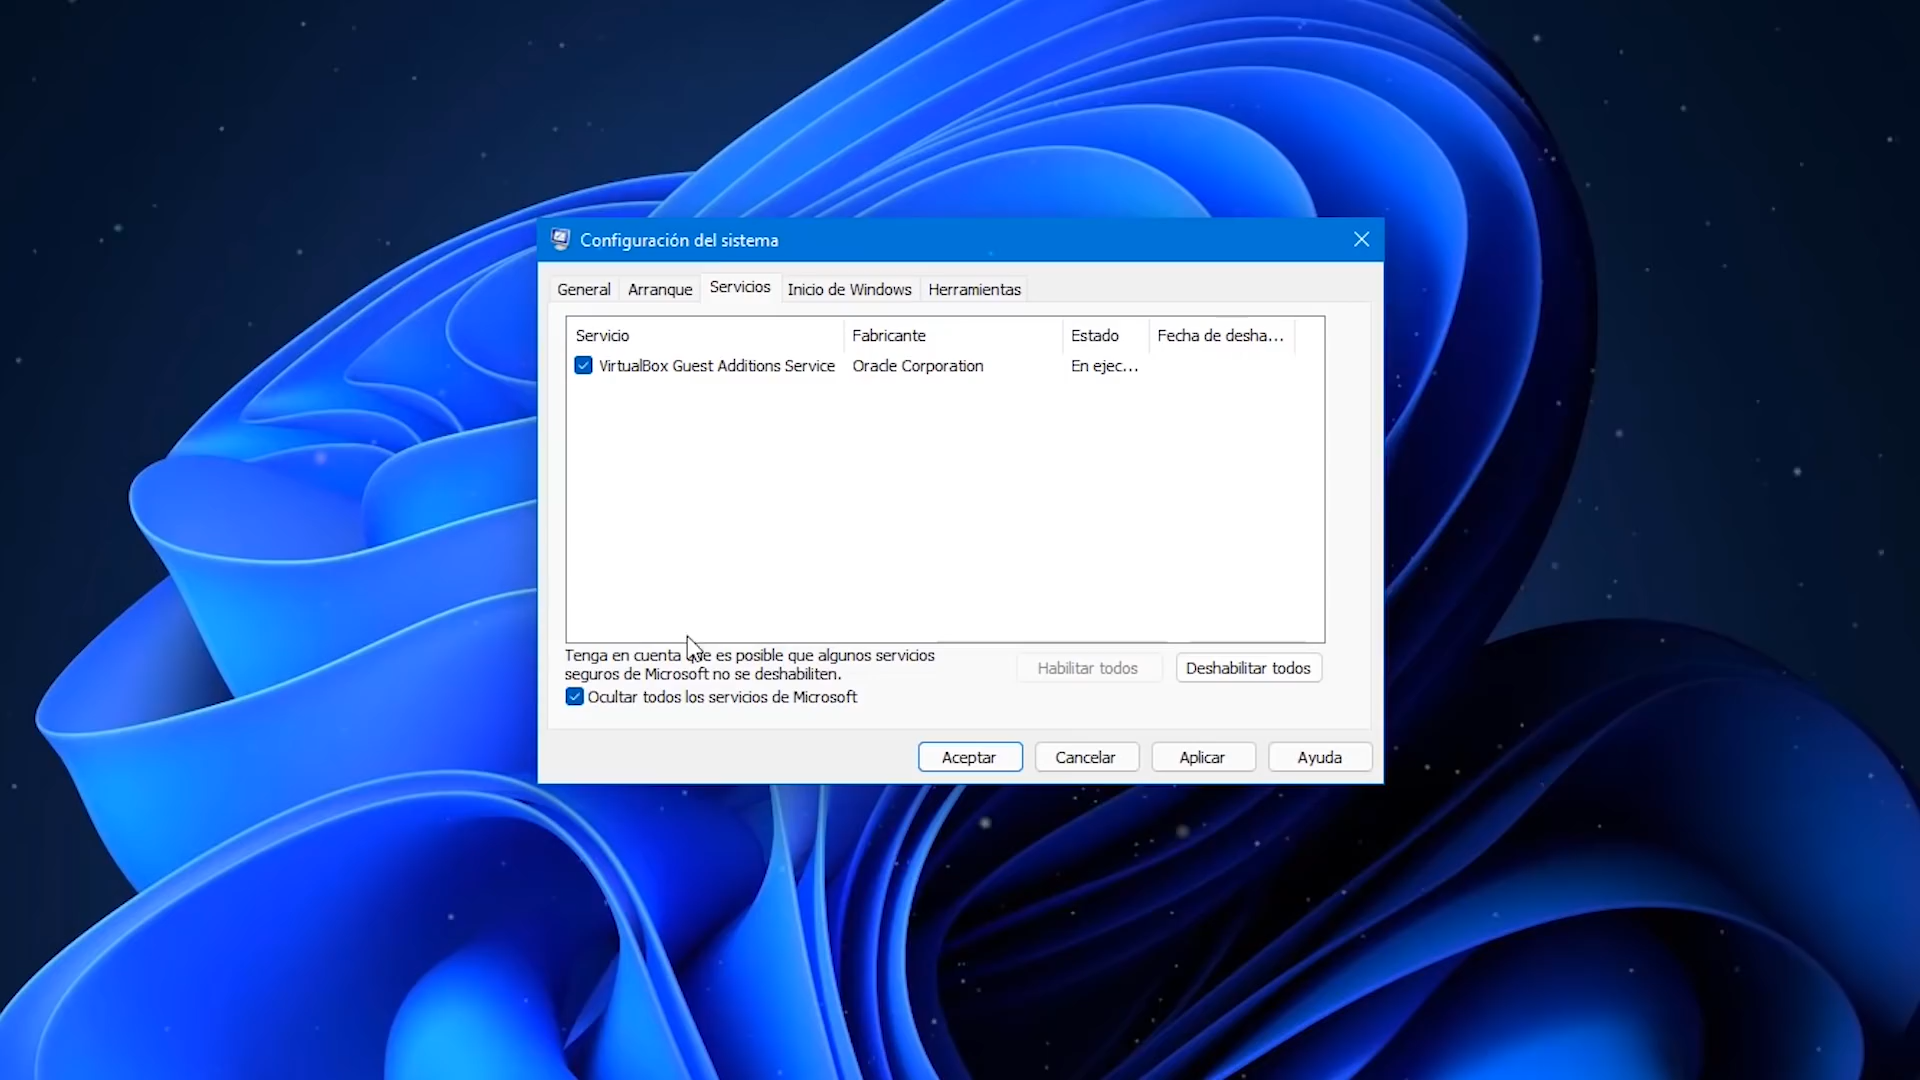 Configuración del sistema
General
Arranque
Servicios
Inicio de Windows
Herramientas
Servicio
Fabricante
Estado
Fecha de desha...
VirtualBox Guest Additions Service
Oracle Corporation
En ejec...
Tenga en cuenta es posible que algunos servicios
seguros de Microsoft no se deshabiliten.
Habilitar todos
Deshabilitar todos
Ocultar todos los servicios de Microsoft
Aceptar
Cancelar
Aplicar
Ayuda